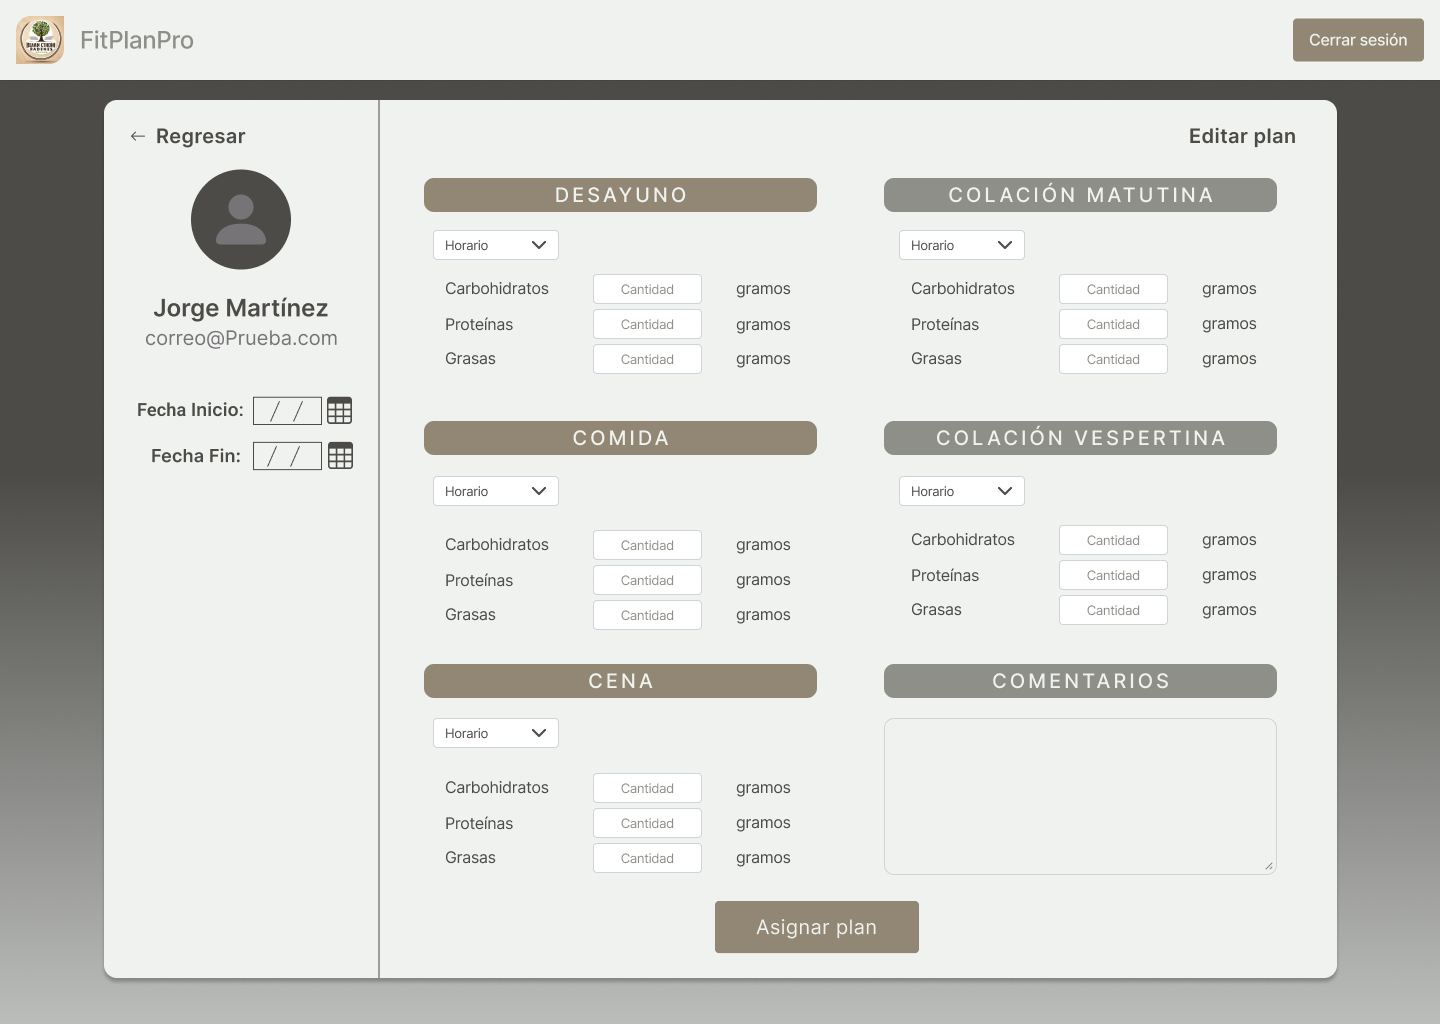 FitPlanPro
Cerrar sesión
← Regresar
Jorge Martínez
correo@Prueba.com
Fecha Inicio: / /
Fecha Fin: / /
Editar plan
DESAYUNO
Horario
Carbohidratos Cantidad gramos
Proteínas Cantidad gramos
Grasas Cantidad gramos
COLACIÓN MATUTINA
Horario
Carbohidratos Cantidad gramos
Proteínas Cantidad gramos
Grasas Cantidad gramos
COMIDA
Horario
Carbohidratos Cantidad gramos
Proteínas Cantidad gramos
Grasas Cantidad gramos
COLACIÓN VESPERTINA
Horario
Carbohidratos Cantidad gramos
Proteínas Cantidad gramos
Grasas Cantidad gramos
CENA
Horario
Carbohidratos Cantidad gramos
Proteínas Cantidad gramos
Grasas Cantidad gramos
COMENTARIOS
Asignar plan